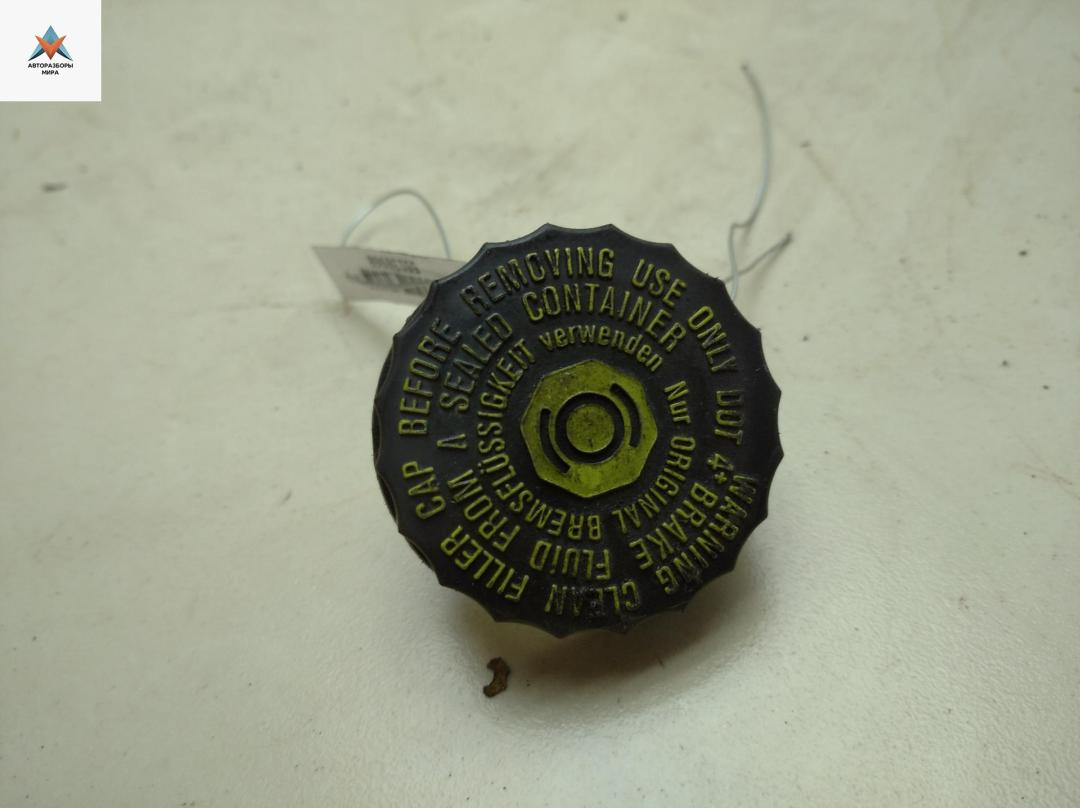 АВТОРАЗБОРЫ
МИРА
WARNING CLEAN FILLER CAP BEFORE REMOVING USE ONLY DOT 4+
BRAKE FLUID FROM A SEALED CONTAINER
Nur ORIGINAL BREMSFLÜSSIGKEIT verwenden